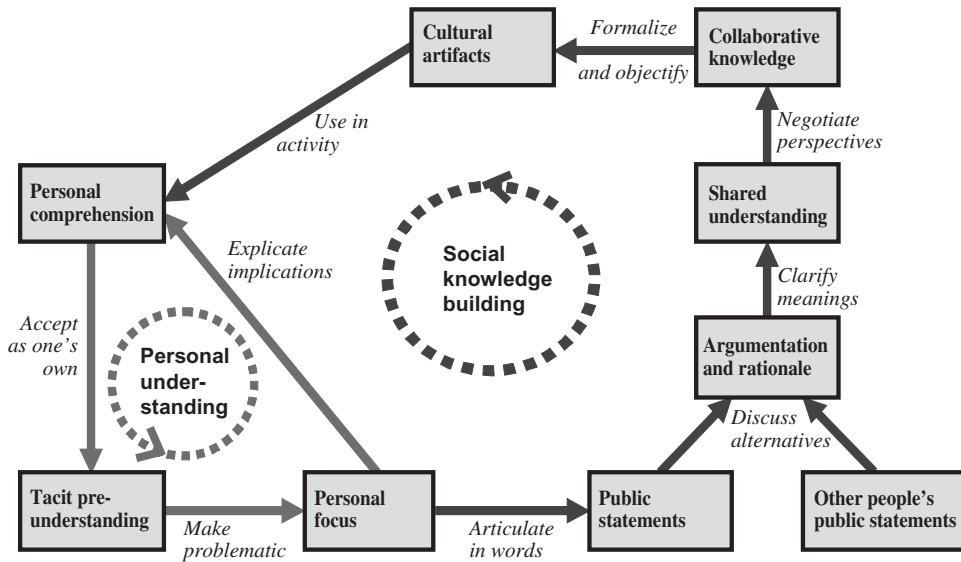 Cultural
artifacts
Formalize
and objectify
Collaborative
knowledge
Use in
activity
Negotiate
perspectives
Personal
comprehension
Shared
understanding
Explicate
implications
Social
knowledge
building
Clarify
meanings
Accept
as one's
own
Personal
under-
standing
Argumentation
and rationale
Discuss
alternatives
Tacit pre-
understanding
Make
problematic
Personal
focus
Articulate
in words
Public
statements
Other people's
public statements